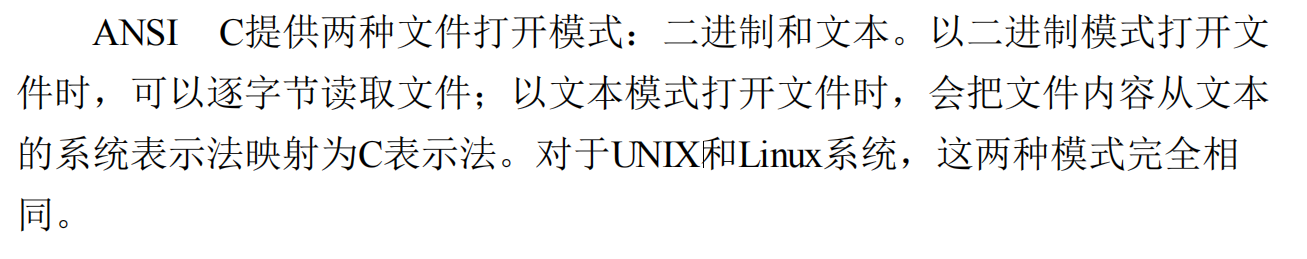 ANSI　C提供两种文件打开模式：二进制和文本。以二进制模式打开文
件时，可以逐字节读取文件；以文本模式打开文件时，会把文件内容从文本
的系统表示法映射为C表示法。对于UNIX和Linux系统，这两种模式完全相
同。